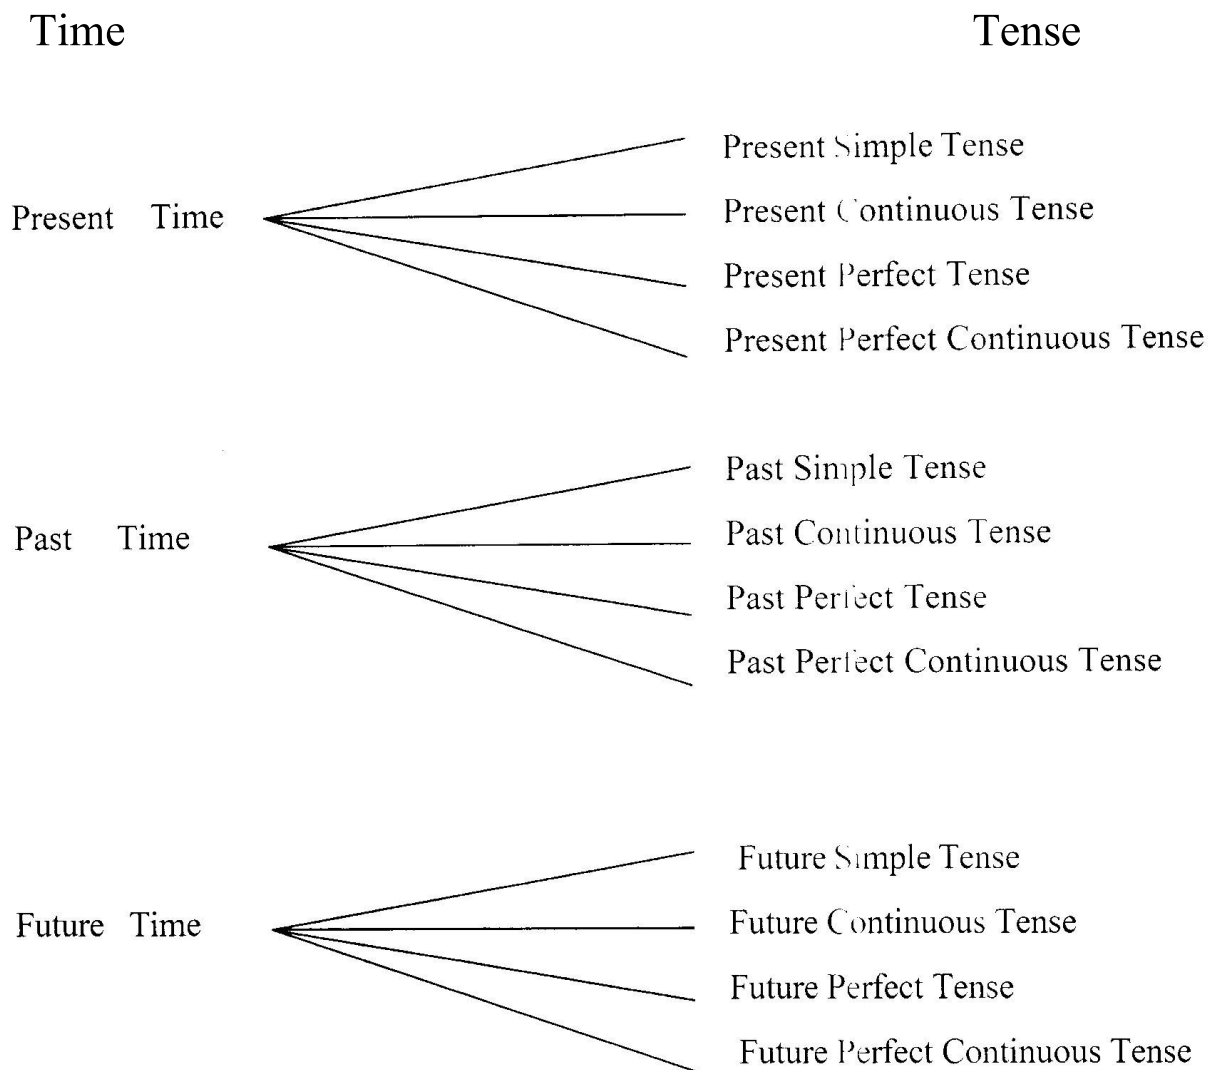 Time Tense
Present Simple Tense
Present Time Present Continuous Tense
Present Perfect Tense
Present Perfect Continuous Tense
Past Simple Tense
Past Time Past Continuous Tense
Past Perfect Tense
Past Perfect Continuous Tense
Future Simple Tense
Future Time Future Continuous Tense
Future Perfect Tense
Future Perfect Continuous Tense